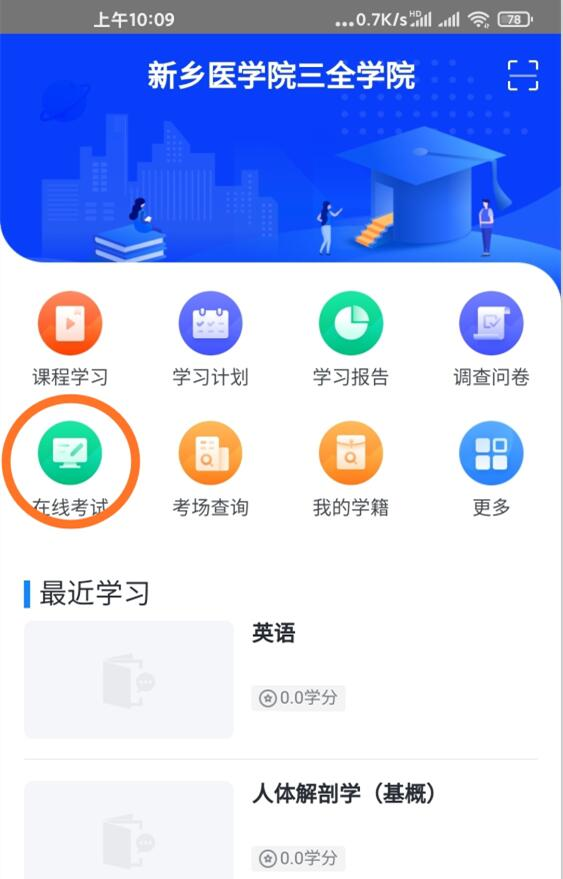 上午10:09 ...0.7K/s HD 78
新乡医学院三全学院
课程学习 学习计划 学习报告 调查问卷
在线考试 考场查询 我的学籍 更多
最近学习
英语
0.0学分
人体解剖学（基概）
0.0学分